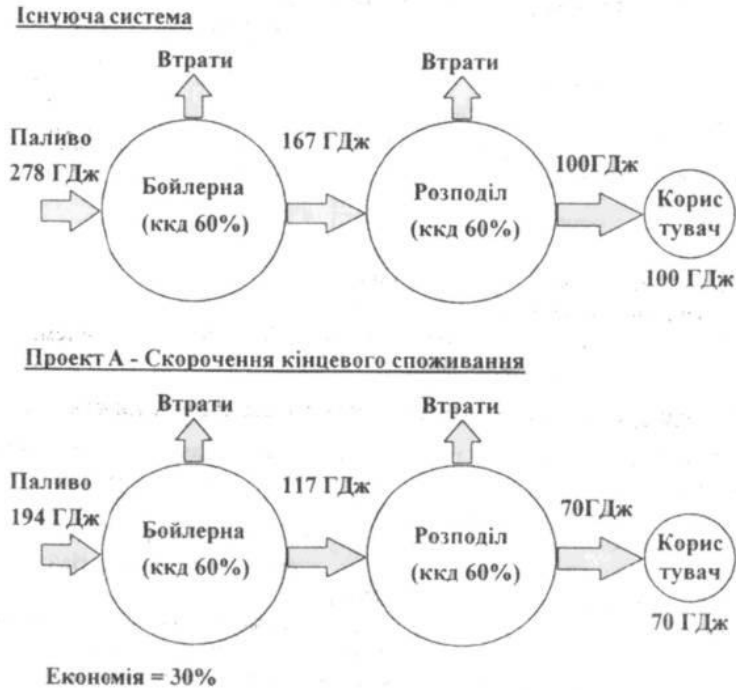 Існуюча система
Втрати
Втрати
Паливо
278 ГДж
167 ГДж
100ГДж
Бойлерна
(ккд 60%)
Розподіл
(ккд 60%)
Корис
тувач
100 ГДж
Проект А - Скорочення кінцевого споживання
Втрати
Втрати
Паливо
194 ГДж
117 ГДж
70ГДж
Бойлерна
(ккд 60%)
Розподіл
(ккд 60%)
Корис
тувач
70 ГДж
Економія = 30%